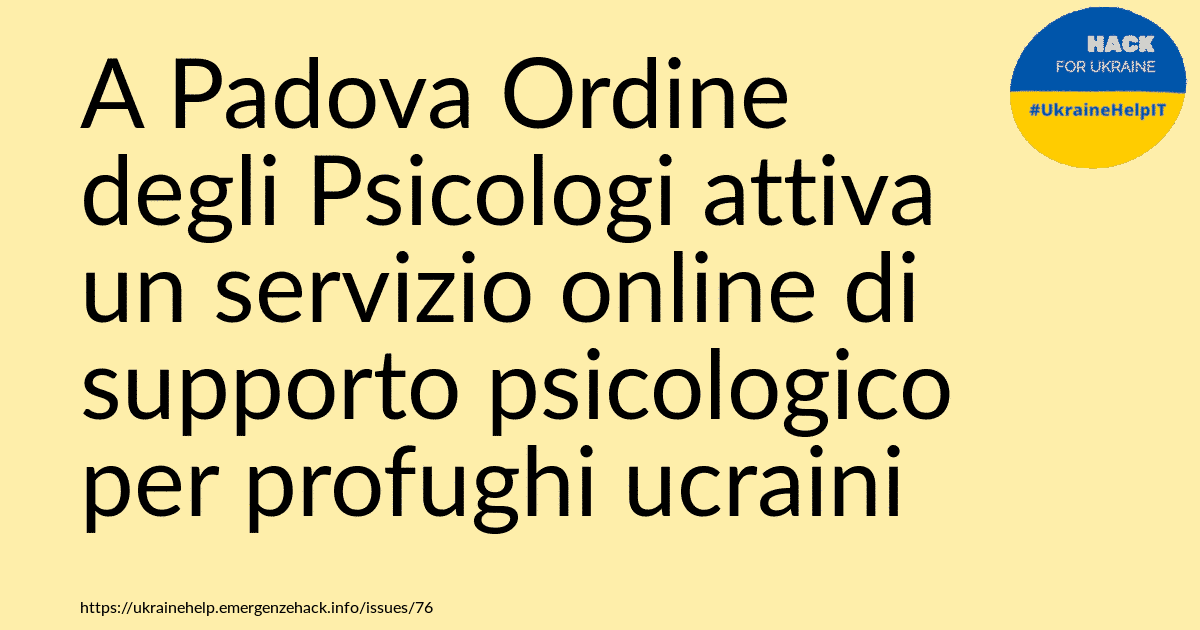 A Padova Ordine
degli Psicologi attiva
un servizio online di
supporto psicologico
per profughi ucraini
HACK
FOR UKRAINE
#UkraineHelpIT
https://ukrainehelp.emergenzehack.info/issues/76